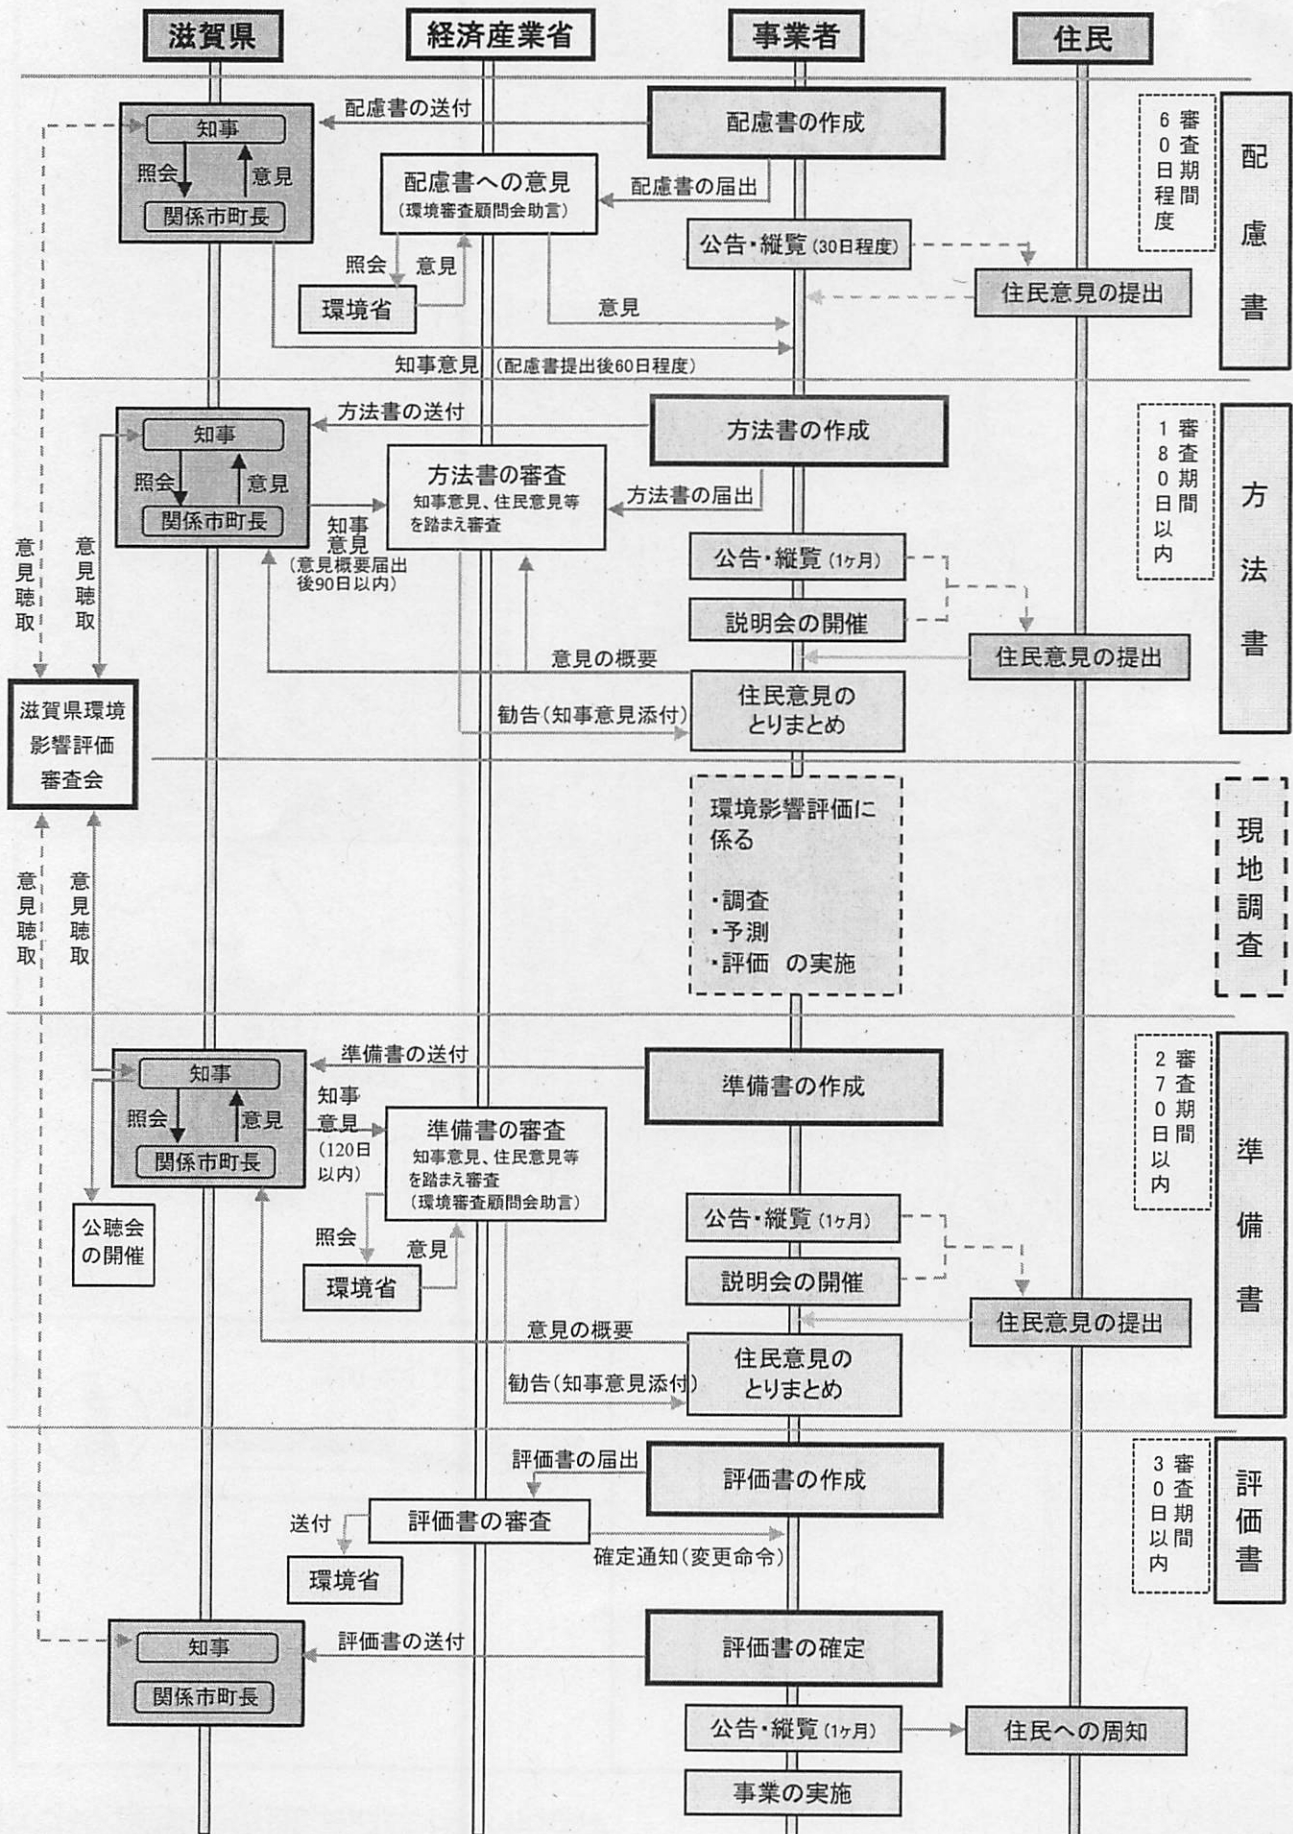 滋賀県
経済産業省
事業者
住民
配慮書の送付
配慮書の作成
知事
照会
意見
関係市町長
配慮書への意見
(環境審査顧問会助言)
配慮書の届出
公告・縦覧(30日程度)
照会
意見
環境省
意見
住民意見の提出
知事意見 (配慮書提出後60日程度)
審査期間
60日程度
配慮書
方法書の送付
方法書の作成
知事
照会
意見
関係市町長
方法書の審査
知事意見、住民意見等
を踏まえ審査
方法書の届出
知事
意見
(意見概要届出
後90日以内)
公告・縦覧(1ヶ月)
説明会の開催
住民意見の提出
意見の概要
住民意見の
とりまとめ
勧告(知事意見添付)
審査期間
180日以内
方法書
意見聴取
意見聴取
滋賀県環境
影響評価
審査会
意見聴取
意見聴取
環境影響評価に
係る
・調査
・予測
・評価 の実施
現地調査
準備書の送付
準備書の作成
知事
照会
意見
関係市町長
知事
意見
(120日
以内)
準備書の審査
知事意見、住民意見等
を踏まえ審査
(環境審査顧問会助言)
公聴会
の開催
照会
意見
環境省
公告・縦覧(1ヶ月)
説明会の開催
住民意見の提出
意見の概要
住民意見の
とりまとめ
勧告(知事意見添付)
審査期間
270日以内
準備書
評価書の届出
評価書の作成
送付
評価書の審査
環境省
確定通知(変更命令)
審査期間
30日以内
評価書
知事
関係市町長
評価書の送付
評価書の確定
公告・縦覧(1ヶ月)
住民への周知
事業の実施